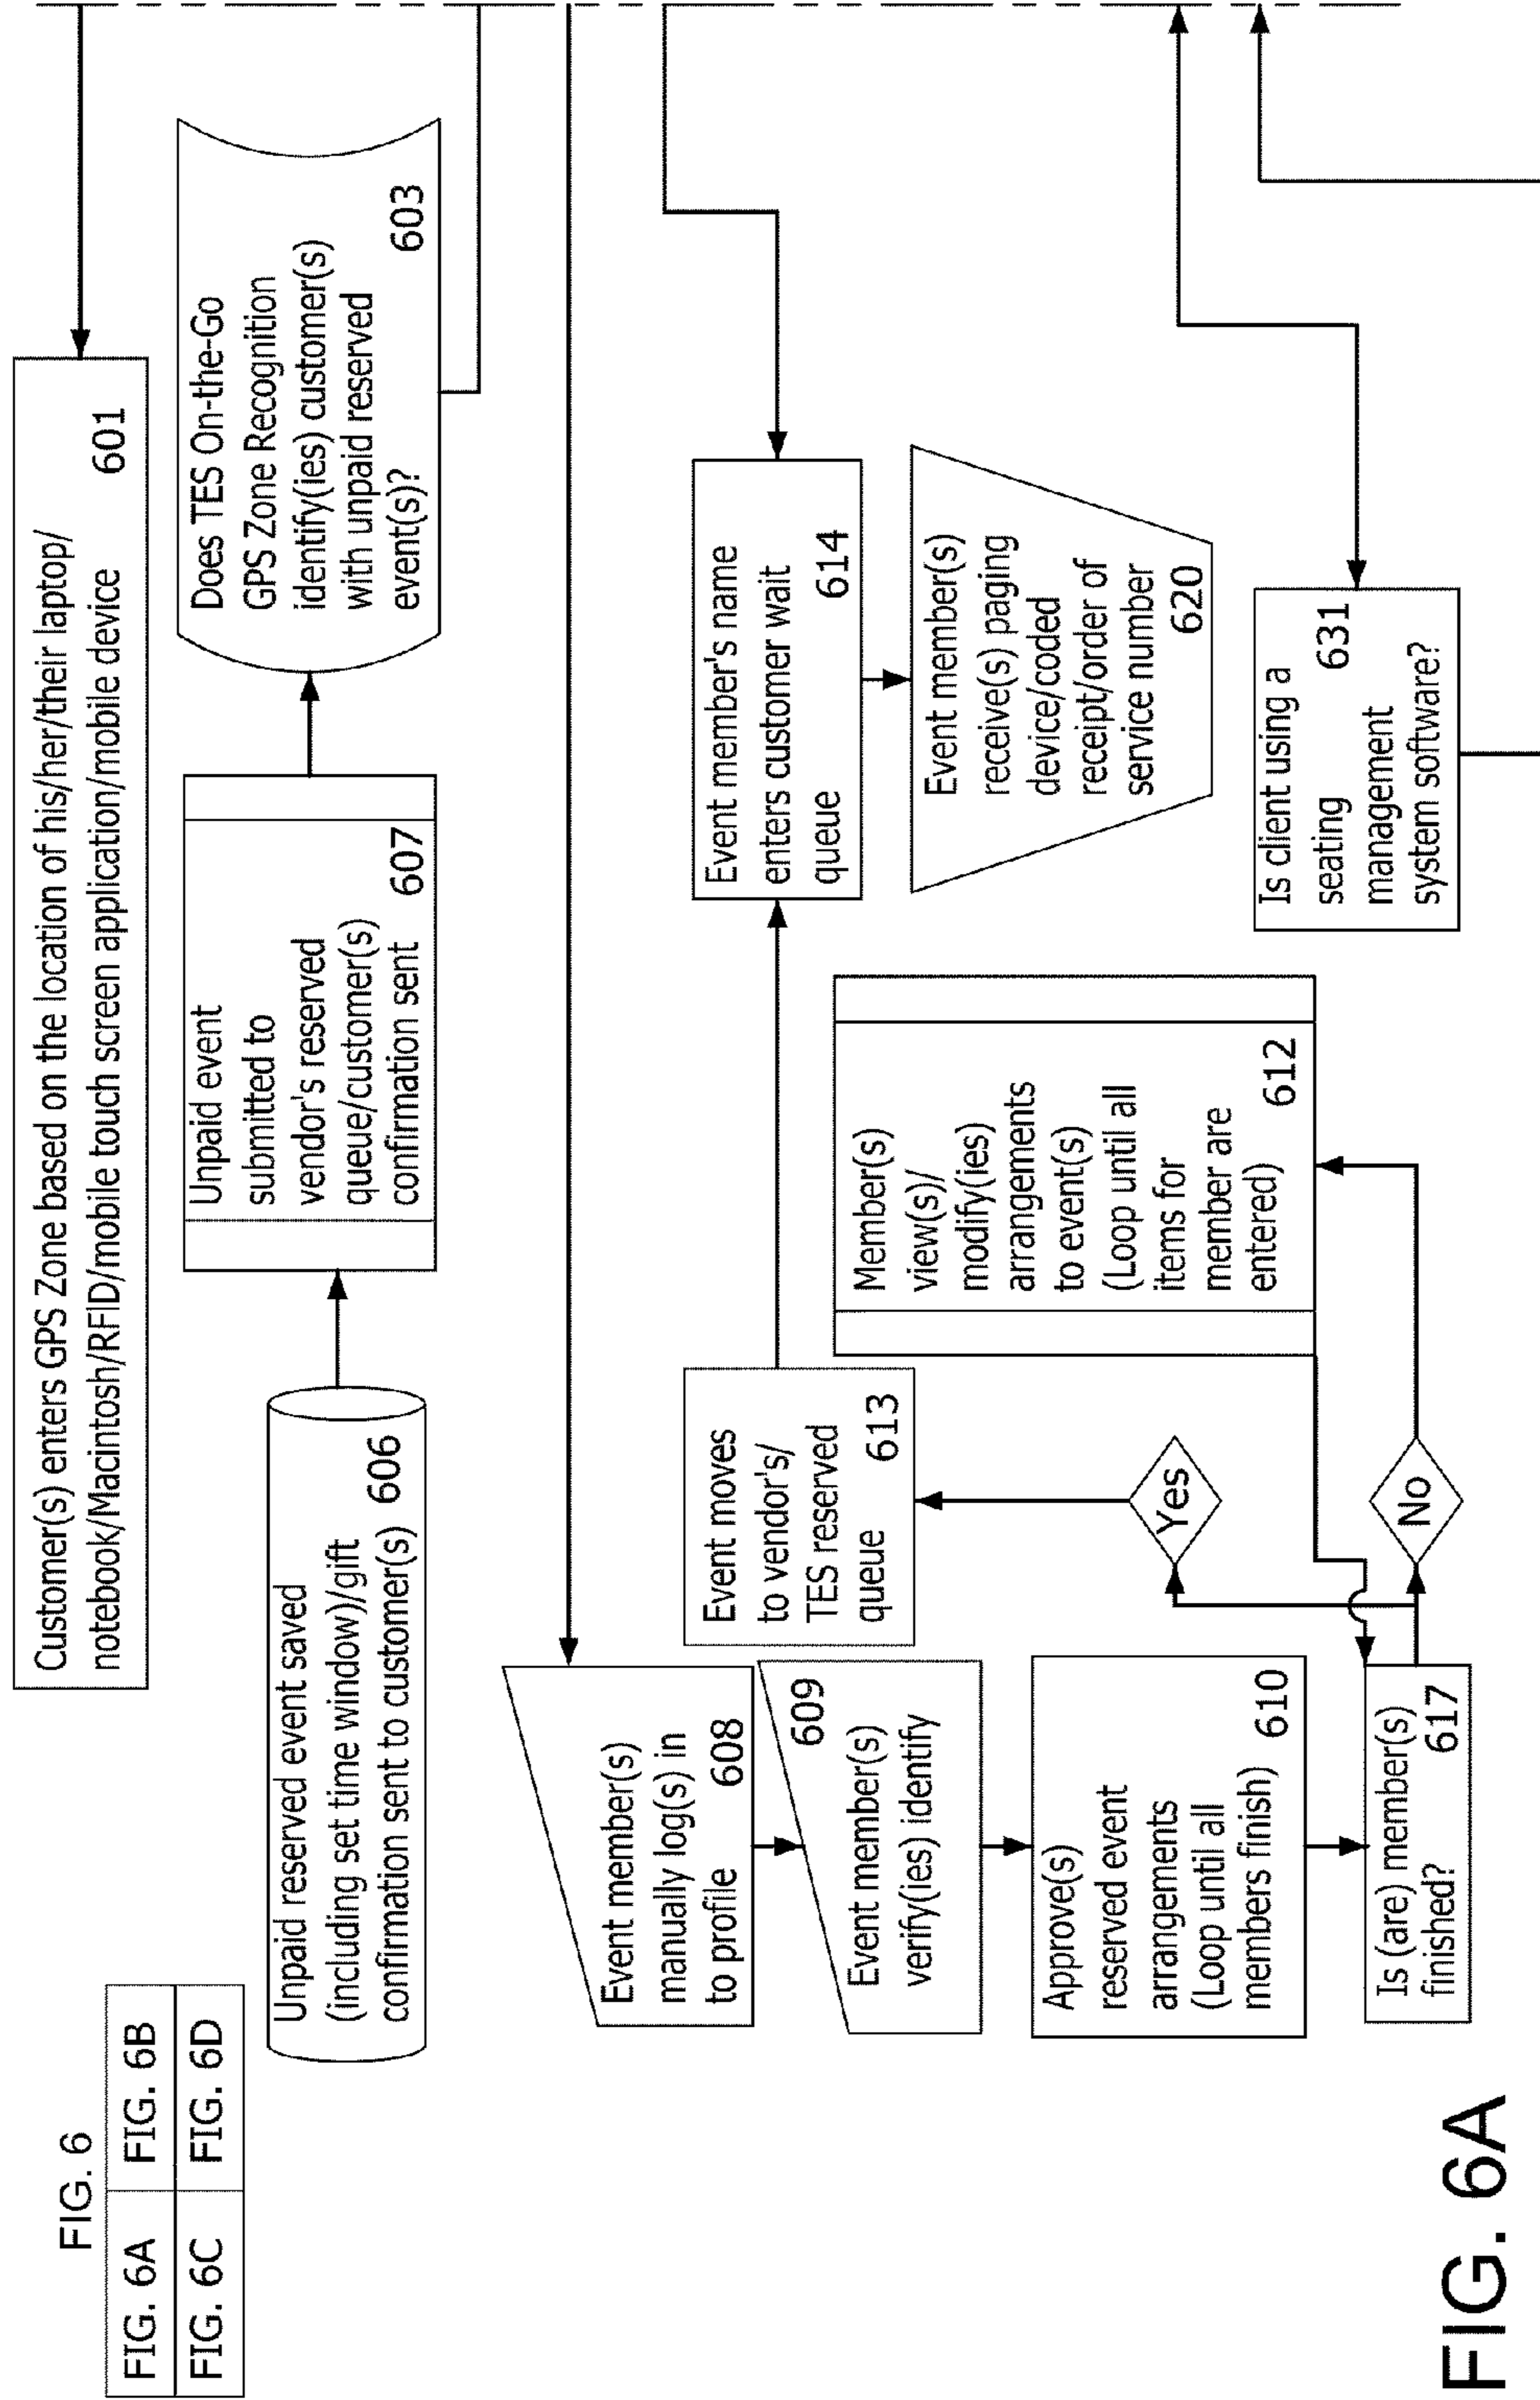 FIG. 6
FIG. 6A FIG. 6B
FIG. 6C FIG. 6D
Customer(s) enters GPS Zone based on the location of his/her/their laptop/
notebook/Macintosh/RFID/mobile touch screen application/mobile device 601
Unpaid reserved event saved
(including set time window)/gift
confirmation sent to customer(s) 606
Unpaid event
submitted to
vendor's reserved
queue/customer(s)
confirmation sent 607
Does TES On-the-Go
GPS Zone Recognition
identify(ies) customer(s)
with unpaid reserved
event(s)? 603
Event member(s)
manually log(s) in
to profile 608
609
Event member(s)
verify(ies) identify
Approve(s)
reserved event
arrangements
(Loop until all
members finish) 610
Is (are) member(s)
finished? 617
Yes
No
Event moves
to vendor's/
TES reserved
queue 613
Member(s)
view(s)/
modify(ies)
arrangements
to event(s)
(Loop until all
items for
member are
entered) 612
Event member's name
enters customer wait
queue 614
Event member(s)
receive(s) paging
device/coded
receipt/order of
service number 620
Is client using a
seating 631
management
system software?
FIG. 6A